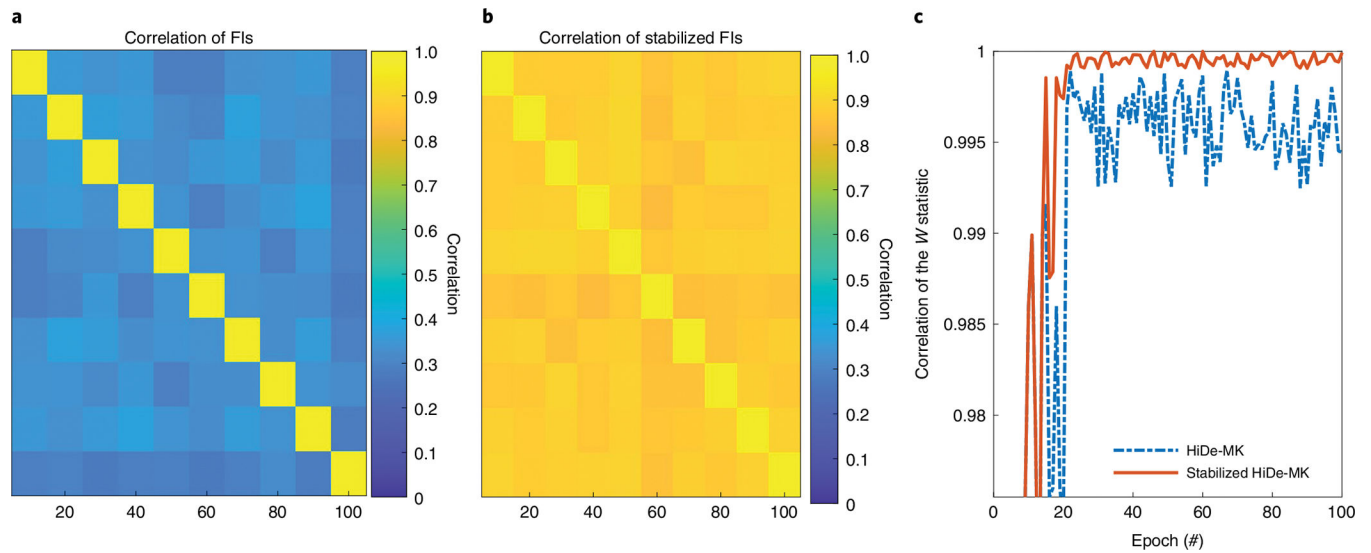 a
Correlation of FIs
1.0
0.9
0.8
0.7
0.6
0.5
0.4
0.3
0.2
0.1
0
Correlation
20 40 60 80 100
b
Correlation of stabilized FIs
1.0
0.9
0.8
0.7
0.6
0.5
0.4
0.3
0.2
0.1
0
Correlation
20 40 60 80 100
c
Correlation of the W statistic
1
0.995
0.99
0.985
0.98
HiDe-MK
Stabilized HiDe-MK
0 20 40 60 80 100
Epoch (#)